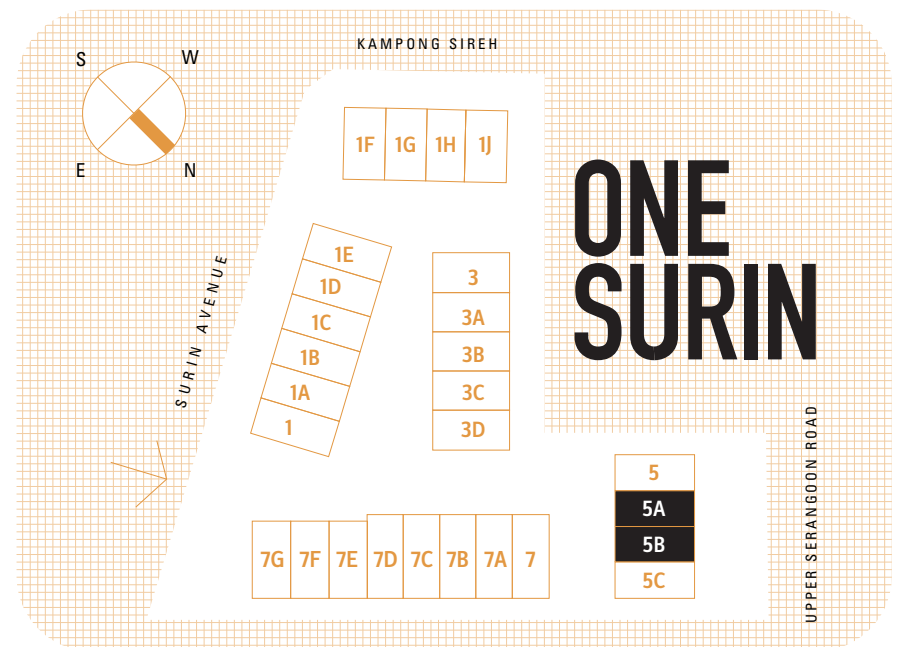 KAMPONG SIREH
S
W
E
N
1F
1G
1H
1J
ONE
SURIN
1E
1D
1C
1B
1A
1
3
3A
3B
3C
3D
SURIN AVENUE
UPPER SERANGOON ROAD
5
5A
5B
5C
7G
7F
7E
7D
7C
7B
7A
7